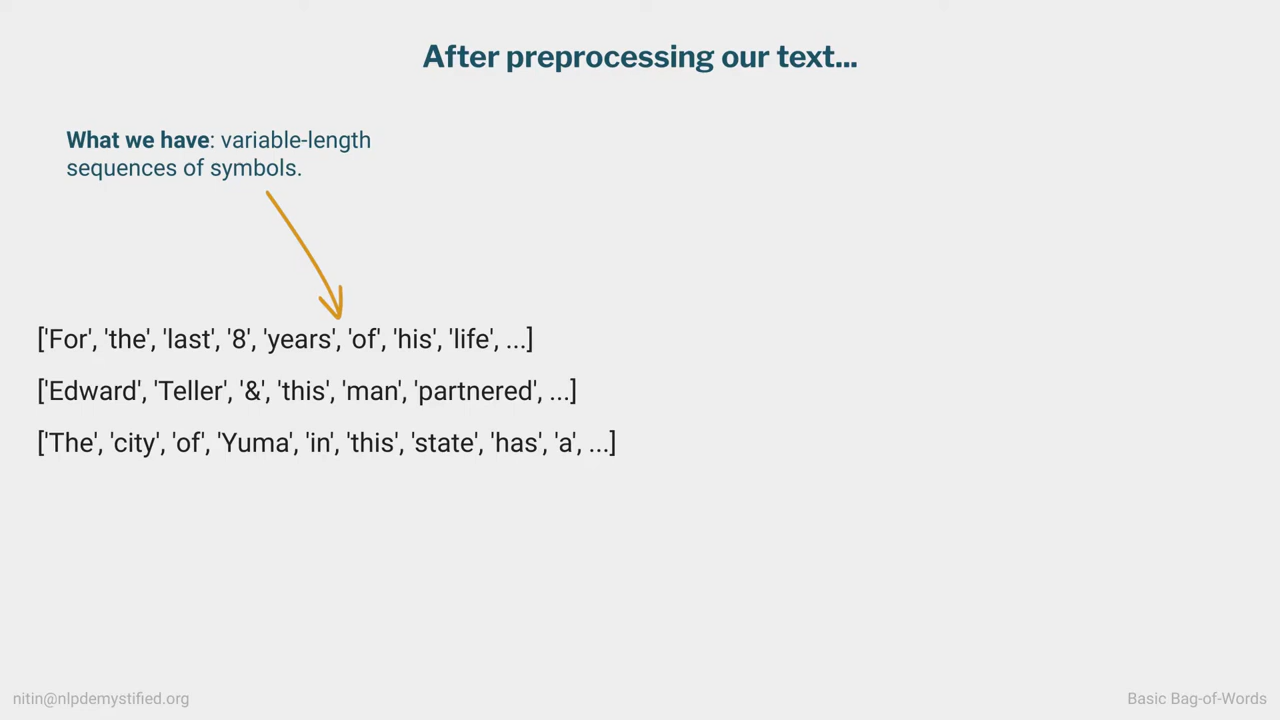 After preprocessing our text...
What we have: variable-length
sequences of symbols.
['For', 'the', 'last', '8', 'years', 'of', 'his', 'life', ...]
['Edward', 'Teller', '&', 'this', 'man', 'partnered', ...]
['The', 'city', 'of', 'Yuma', 'in', 'this', 'state', 'has', 'a', ...]
nitin@nlpdemystified.org
Basic Bag-of-Words